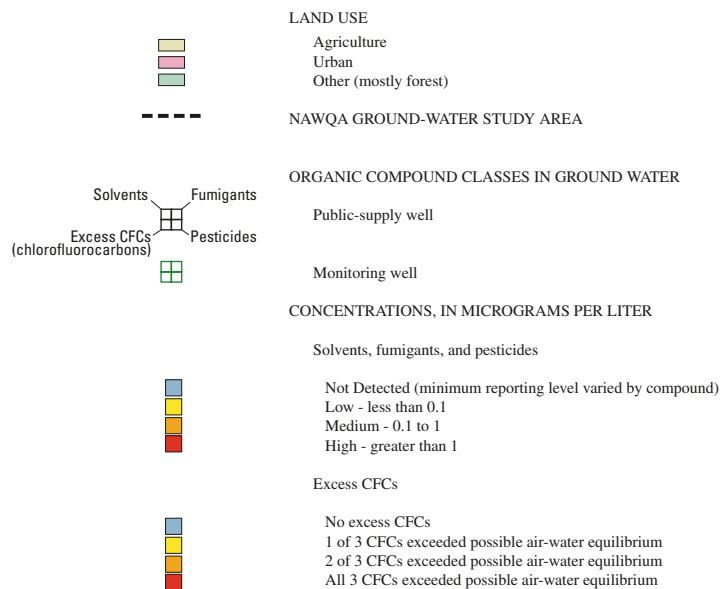 LAND USE
Agriculture
Urban
Other (mostly forest)
NAWQA GROUND-WATER STUDY AREA
ORGANIC COMPOUND CLASSES IN GROUND WATER
Solvents
Fumigants
Public-supply well
Excess CFCs
(chlorofluorocarbons)
Pesticides
Monitoring well
CONCENTRATIONS, IN MICROGRAMS PER LITER
Solvents, fumigants, and pesticides
Not Detected (minimum reporting level varied by compound)
Low - less than 0.1
Medium - 0.1 to 1
High - greater than 1
Excess CFCs
No excess CFCs
1 of 3 CFCs exceeded possible air-water equilibrium
2 of 3 CFCs exceeded possible air-water equilibrium
All 3 CFCs exceeded possible air-water equilibrium